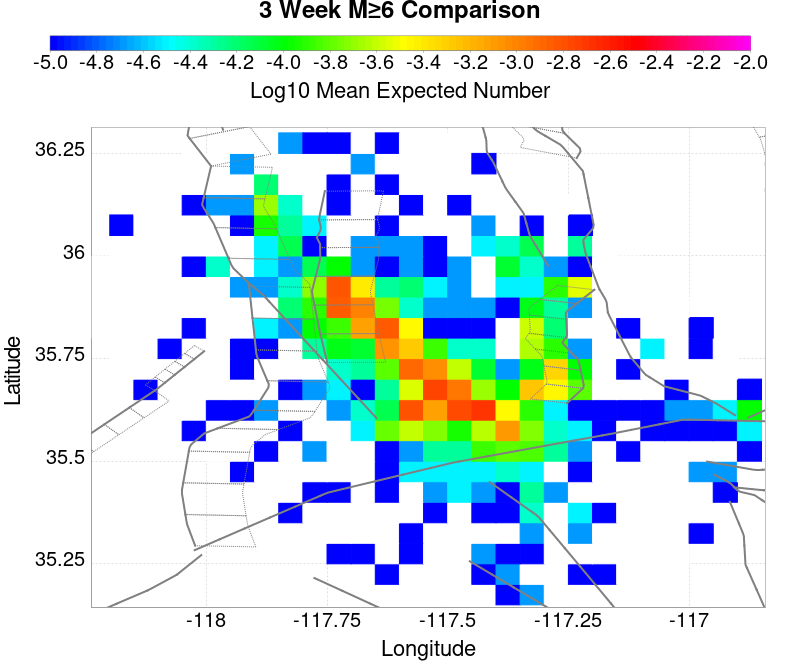 3 Week M≥6 Comparison
-5.0 -4.8 -4.6 -4.4 -4.2 -4.0 -3.8 -3.6 -3.4 -3.2 -3.0 -2.8 -2.6 -2.4 -2.2 -2.0
Log10 Mean Expected Number
36.25
36
35.75
35.5
35.25
Latitude
-118 -117.75 -117.5 -117.25 -117
Longitude